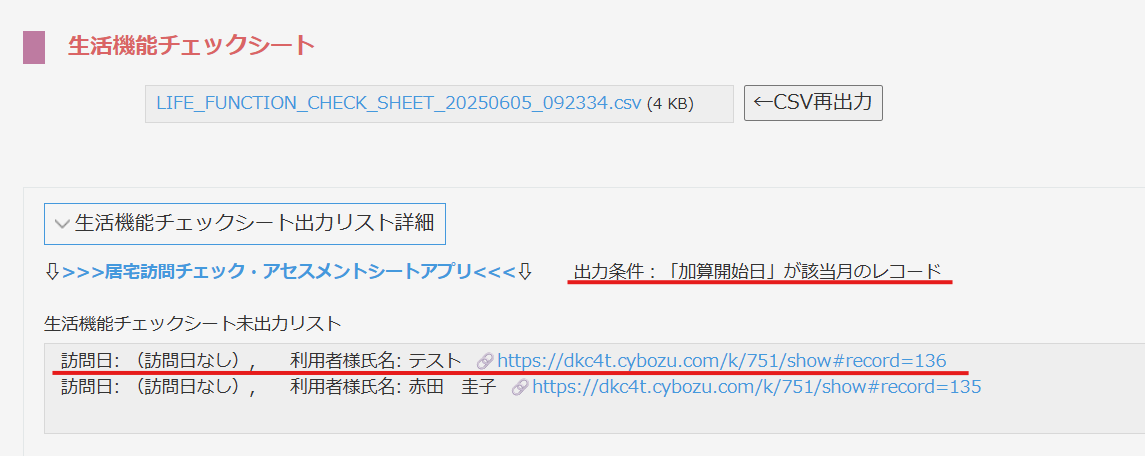 生活機能チェックシート
LIFE_FUNCTION_CHECK_SHEET_20250605_092334.csv (4 KB) ←CSV再出力
生活機能チェックシート出力リスト詳細
⇩>>>居宅訪問チェック・アセスメントシートアプリ<<<⇩ 出力条件：「加算開始日」が該当月のレコード
生活機能チェックシート未出力リスト
訪問日: （訪問日なし）, 利用者様氏名: テスト 🔗https://dkc4t.cybozu.com/k/751/show#record=136
訪問日: （訪問日なし）, 利用者様氏名: 赤田　圭子 🔗https://dkc4t.cybozu.com/k/751/show#record=135